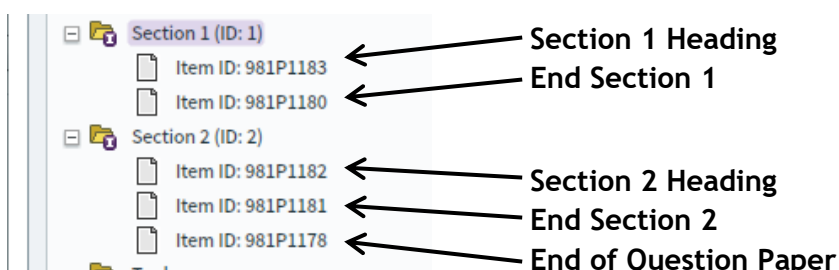 Section 1 (ID: 1)
Section 1 Heading
Item ID: 981P1183
End Section 1
Item ID: 981P1180
Section 2 (ID: 2)
Item ID: 981P1182
Section 2 Heading
Item ID: 981P1181
End Section 2
Item ID: 981P1178
End of Question Paper